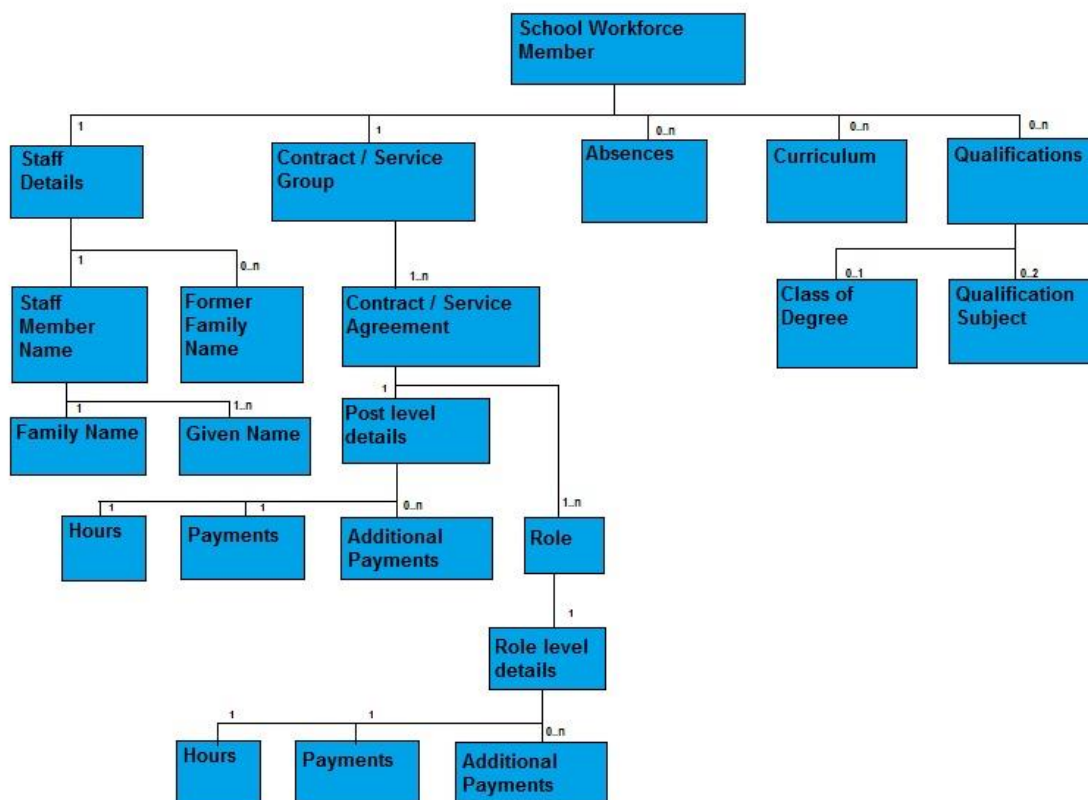 School Workforce
Member
1
1
0..n
0..n
0..n
Staff
Details
Contract / Service
Group
Absences
Curriculum
Qualifications
1
0..n
1..n
0..1
0..2
Staff
Member
Name
Former
Family
Name
Contract / Service
Agreement
Class of
Degree
Qualification
Subject
1
1..n
1
Family Name
Given Name
Post level
details
1
1
0..n
1..n
Hours
Payments
Additional
Payments
Role
1
Role level
details
1
1
0..n
Hours
Payments
Additional
Payments